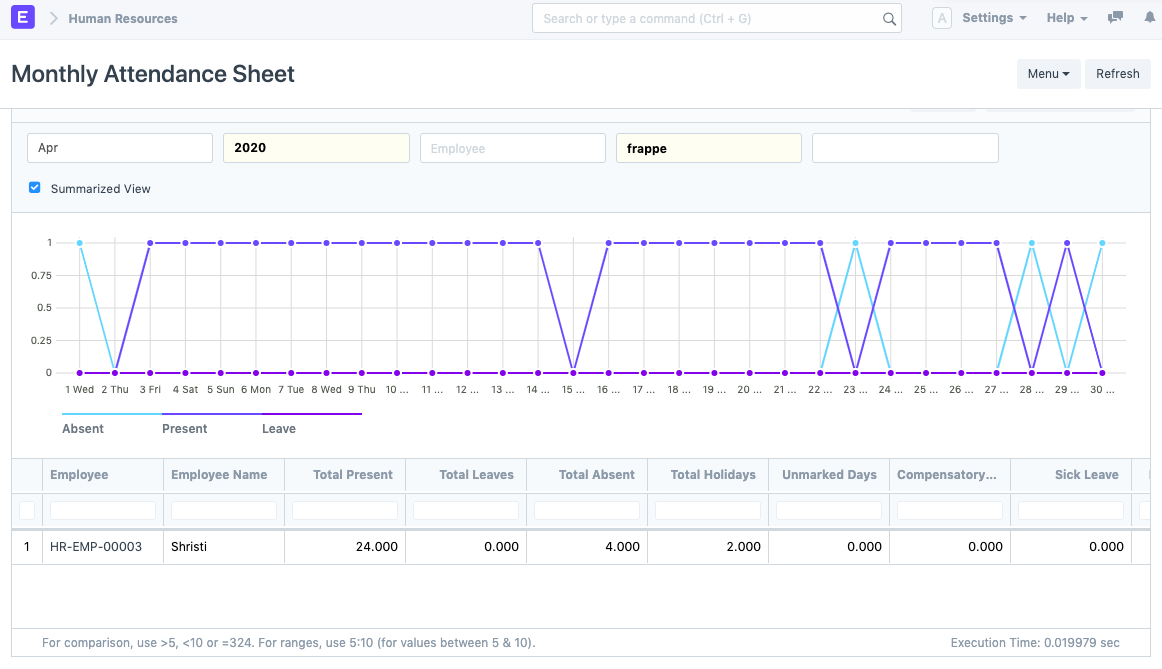 E Human Resources Search or type a command (Ctrl + G) A Settings Help
Monthly Attendance Sheet Menu Refresh
Apr 2020 Employee frappe
Summarized View
1
0.75
0.5
0.25
0
1 Wed 2 Thu 3 Fri 4 Sat 5 Sun 6 Mon 7 Tue 8 Wed 9 Thu 10 ... 11 ... 12 ... 13 ... 14 ... 15 ... 16 ... 17 ... 18 ... 19 ... 20 ... 21 ... 22 ... 23 ... 24 ... 25 ... 26 ... 27 ... 28 ... 29 ... 30 ...
Absent Present Leave
Employee Employee Name Total Present Total Leaves Total Absent Total Holidays Unmarked Days Compensatory... Sick Leave
1 HR-EMP-00003 Shristi 24.000 0.000 4.000 2.000 0.000 0.000 0.000
For comparison, use >5, <10 or =324. For ranges, use 5:10 (for values between 5 & 10). Execution Time: 0.019979 sec